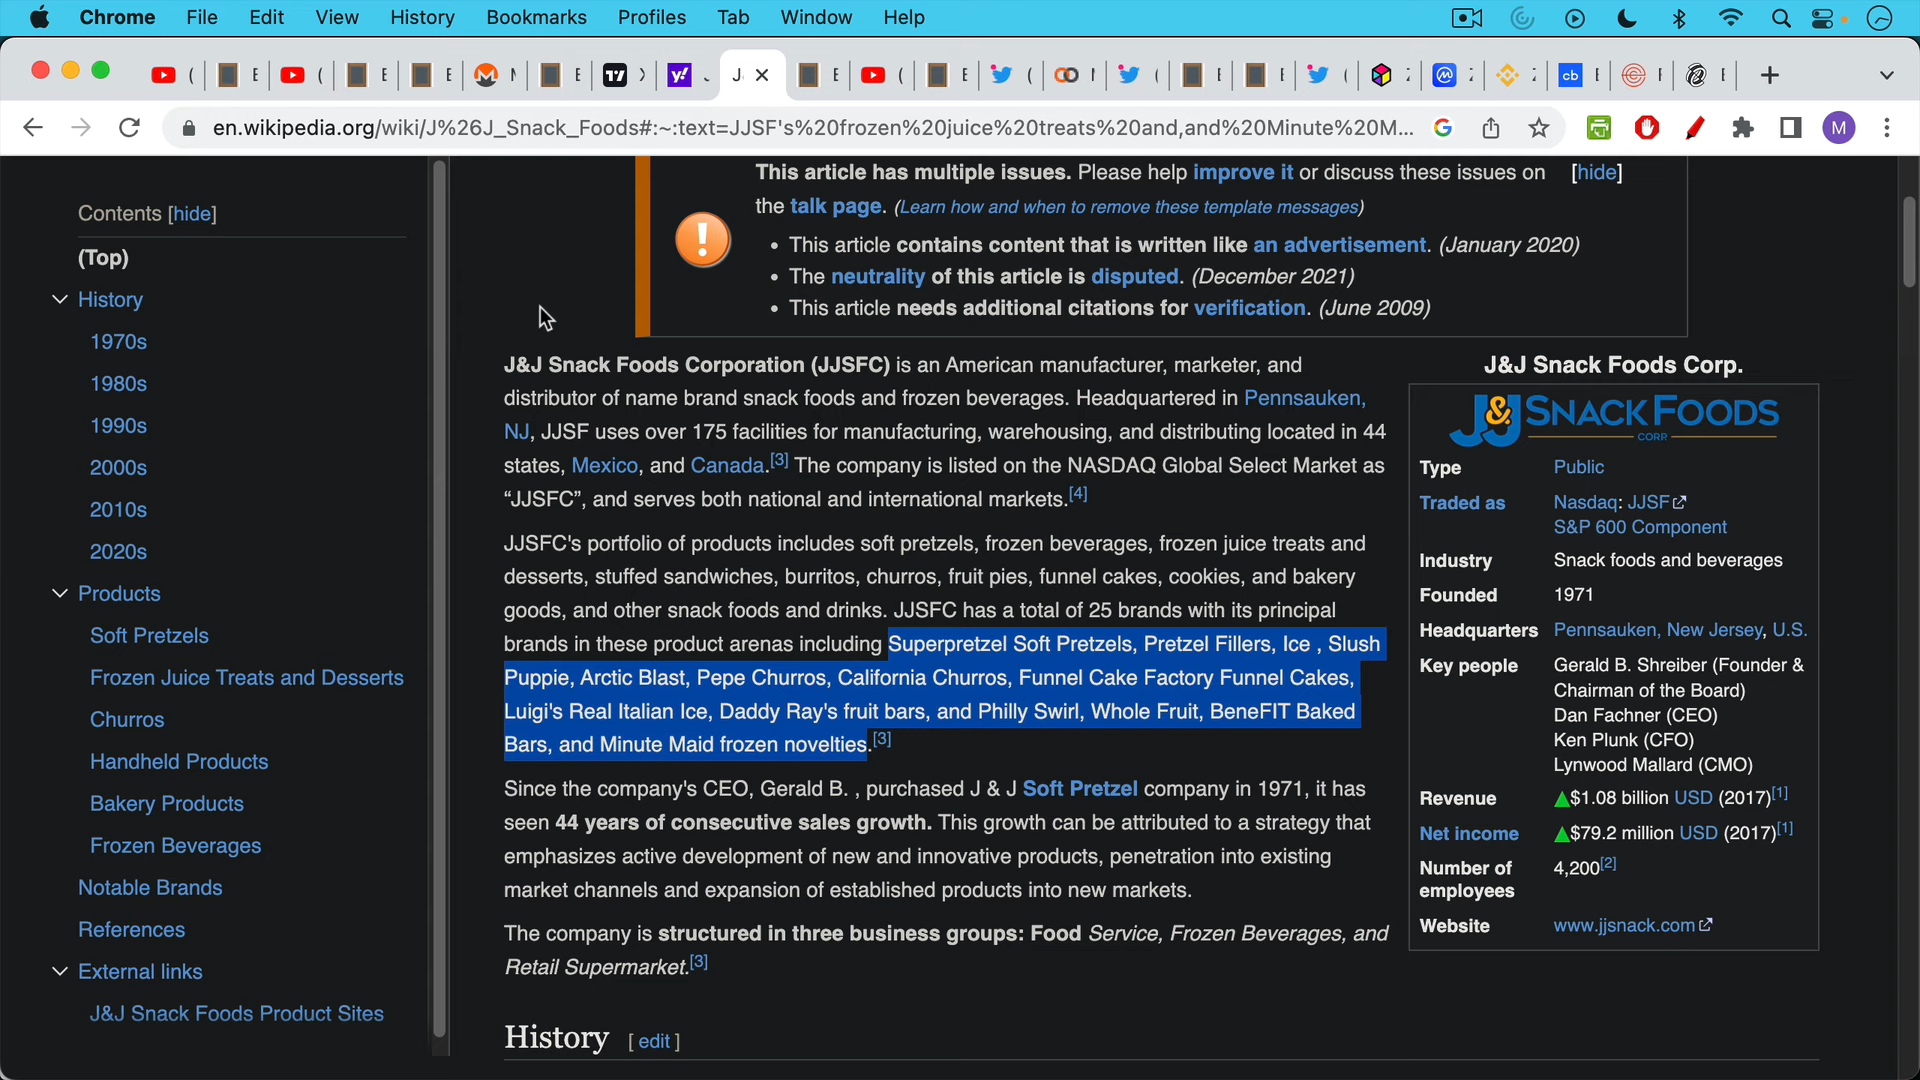 Chrome File Edit View History Bookmarks Profiles Tab Window Help
en.wikipedia.org/wiki/J%26J_Snack_Foods#:~:text=JJSF's%20frozen%20juice%20treats%20and,and%20Minute%20M...
M
Contents [hide]
(Top)
History
1970s
1980s
1990s
2000s
2010s
2020s
Products
Soft Pretzels
Frozen Juice Treats and Desserts
Churros
Handheld Products
Bakery Products
Frozen Beverages
Notable Brands
References
External links
J&J Snack Foods Product Sites
This article has multiple issues. Please help improve it or discuss these issues on [hide]
the talk page. (Learn how and when to remove these template messages)
• This article contains content that is written like an advertisement. (January 2020)
• The neutrality of this article is disputed. (December 2021)
• This article needs additional citations for verification. (June 2009)
J&J Snack Foods Corporation (JJSFC) is an American manufacturer, marketer, and
distributor of name brand snack foods and frozen beverages. Headquartered in Pennsauken,
NJ, JJSF uses over 175 facilities for manufacturing, warehousing, and distributing located in 44
states, Mexico, and Canada.[3] The company is listed on the NASDAQ Global Select Market as
“JJSFC”, and serves both national and international markets.[4]
JJSFC's portfolio of products includes soft pretzels, frozen beverages, frozen juice treats and
desserts, stuffed sandwiches, burritos, churros, fruit pies, funnel cakes, cookies, and bakery
goods, and other snack foods and drinks. JJSFC has a total of 25 brands with its principal
brands in these product arenas including Superpretzel Soft Pretzels, Pretzel Fillers, Ice , Slush
Puppie, Arctic Blast, Pepe Churros, California Churros, Funnel Cake Factory Funnel Cakes,
Luigi's Real Italian Ice, Daddy Ray's fruit bars, and Philly Swirl, Whole Fruit, BeneFIT Baked
Bars, and Minute Maid frozen novelties.[3]
Since the company's CEO, Gerald B. , purchased J & J Soft Pretzel company in 1971, it has
seen 44 years of consecutive sales growth. This growth can be attributed to a strategy that
emphasizes active development of new and innovative products, penetration into existing
market channels and expansion of established products into new markets.
The company is structured in three business groups: Food Service, Frozen Beverages, and
Retail Supermarket.[3]
History [ edit ]
J&J Snack Foods Corp.
J&J SNACK FOODS
CORP
Type Public
Traded as Nasdaq: JJSF
S&P 600 Component
Industry Snack foods and beverages
Founded 1971
Headquarters Pennsauken, New Jersey, U.S.
Key people Gerald B. Shreiber (Founder &
Chairman of the Board)
Dan Fachner (CEO)
Ken Plunk (CFO)
Lynwood Mallard (CMO)
Revenue ▲$1.08 billion USD (2017)[1]
Net income ▲$79.2 million USD (2017)[1]
Number of employees 4,200[2]
Website www.jjsnack.com